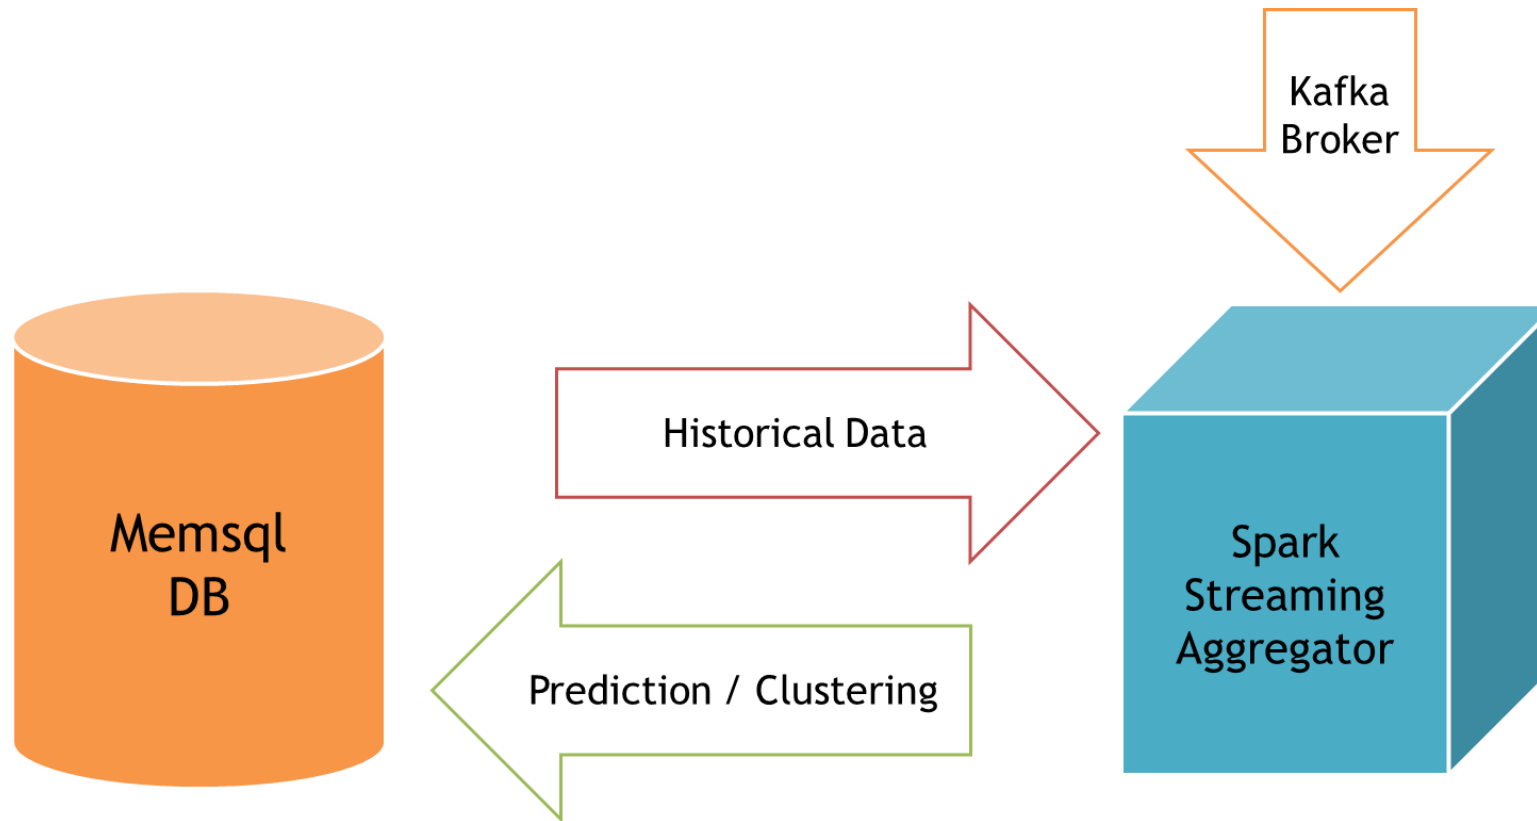 Kafka
Broker
Historical Data
Memsql
DB
Spark
Streaming
Aggregator
Prediction / Clustering